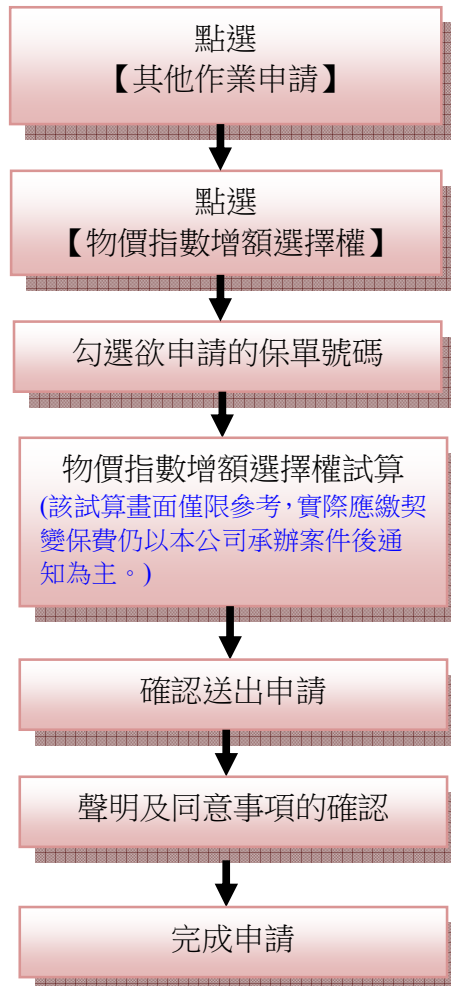 點選
【其他作業申請】
點選
【物價指數增額選擇權】
勾選欲申請的保單號碼
物價指數增額選擇權試算
(該試算畫面僅限參考，實際應繳契
變保費仍以本公司承辦案件後通
知為主。)
確認送出申請
聲明及同意事項的確認
完成申請